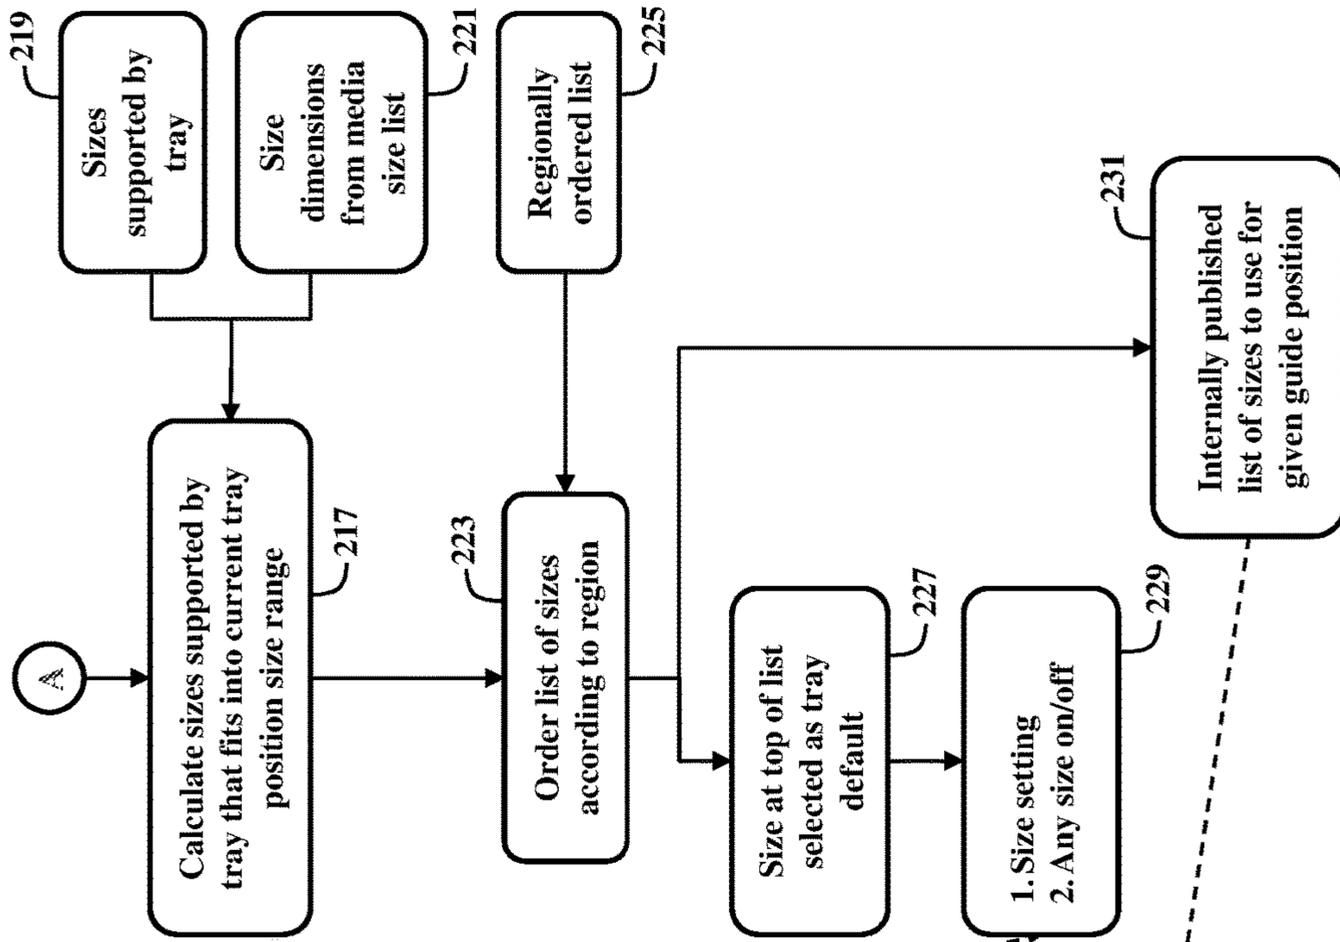 A
Calculate sizes supported by
tray that fits into current tray
position size range
217
Sizes
supported by
tray
219
Size
dimensions
from media
size list
221
Order list of sizes
according to region
223
Regionally
ordered list
225
Size at top of list
selected as tray
default
227
1. Size setting
2. Any size on/off
229
Internally published
list of sizes to use for
given guide position
231